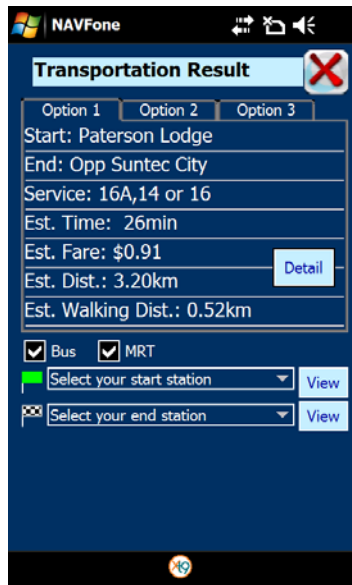 NAVFone
Transportation Result
Option 1 Option 2 Option 3
Start: Paterson Lodge
End: Opp Suntec City
Service: 16A,14 or 16
Est. Time: 26min
Est. Fare: $0.91
Detail
Est. Dist.: 3.20km
Est. Walking Dist.: 0.52km
Bus MRT
Select your start station View
Select your end station View